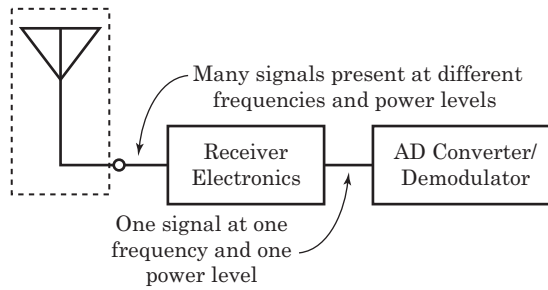 Many signals present at different
frequencies and power levels
Receiver
Electronics
AD Converter/
Demodulator
One signal at one
frequency and one
power level